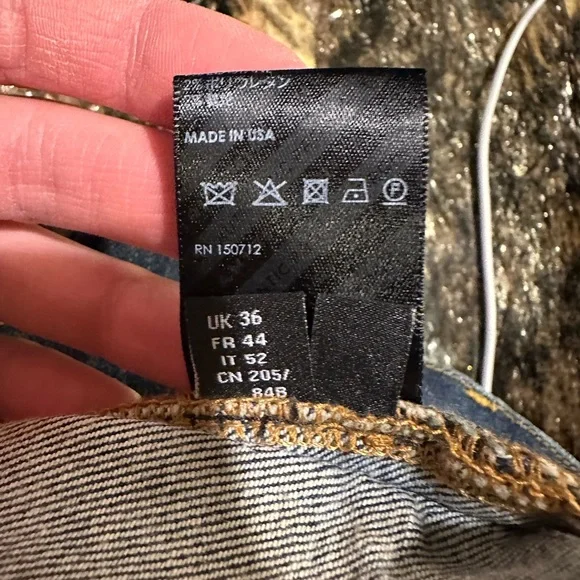 MADE IN USA
RN 150712
UK 36
FR 44
IT 52
CN 205/
84B